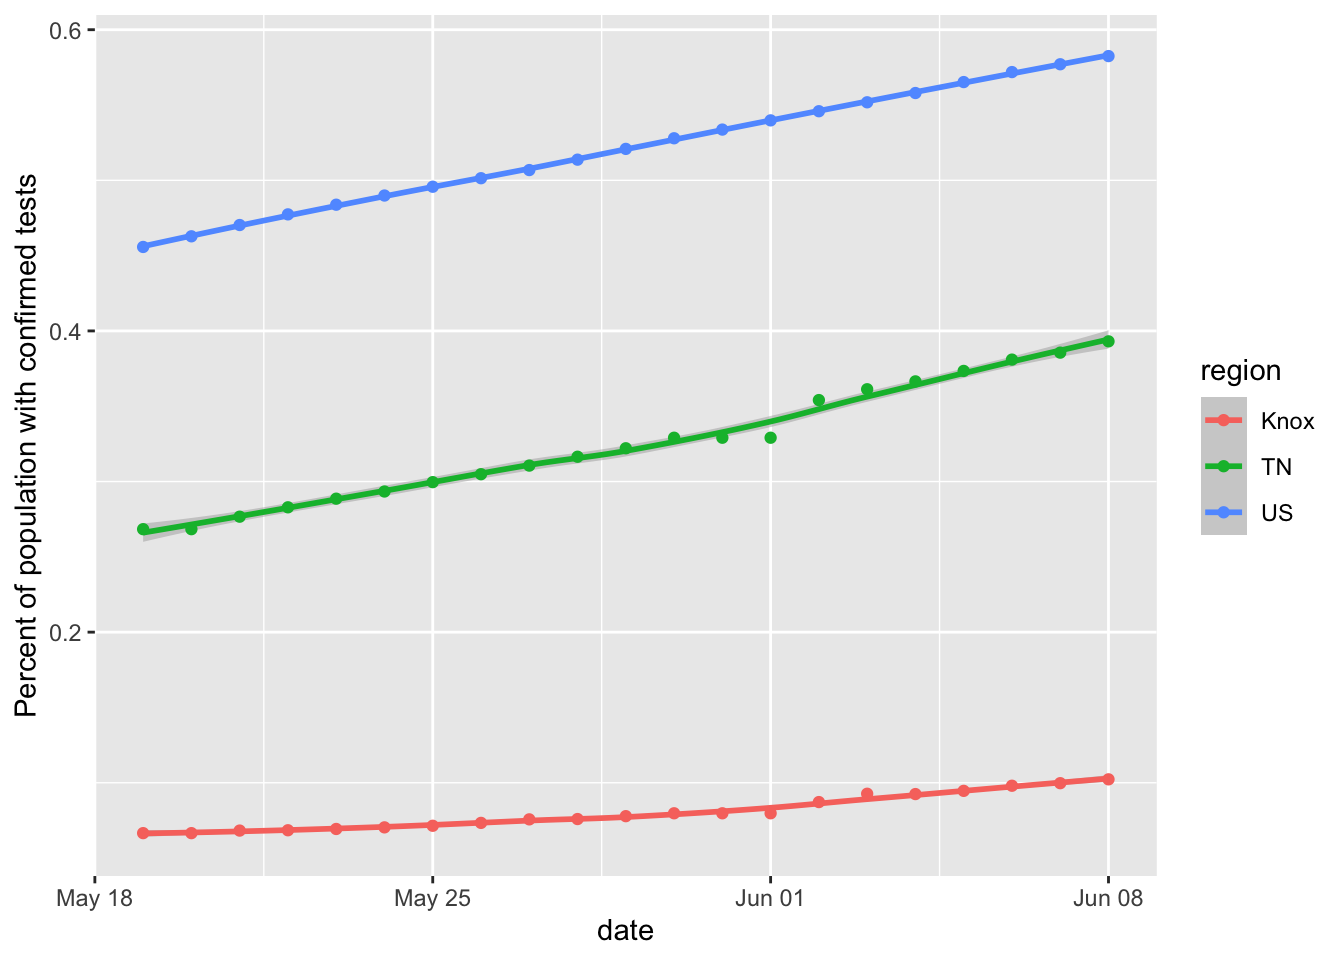 Percent of population with confirmed tests
0.6
0.4
0.2
May 18
May 25
Jun 01
Jun 08
date
region
Knox
TN
US